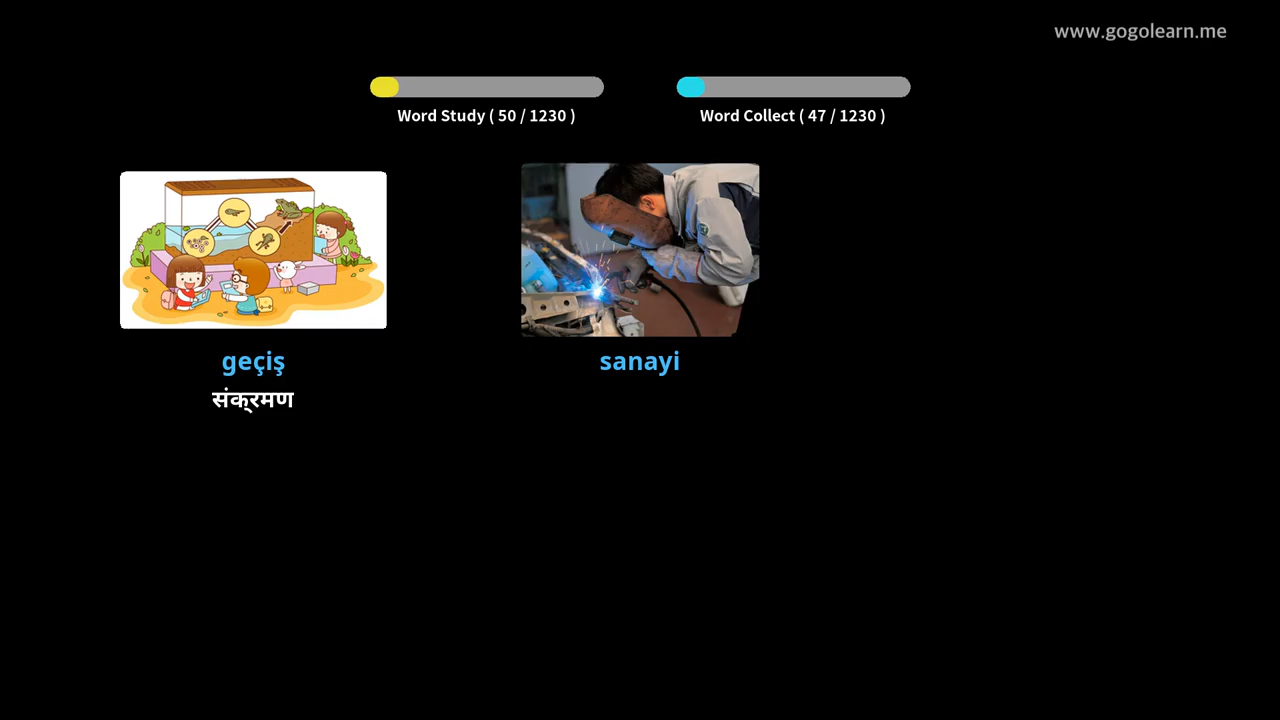 www.gogolearn.me
Word Study ( 50 / 1230 )
Word Collect ( 47 / 1230 )
geçiş
sanayi
संक्रमण